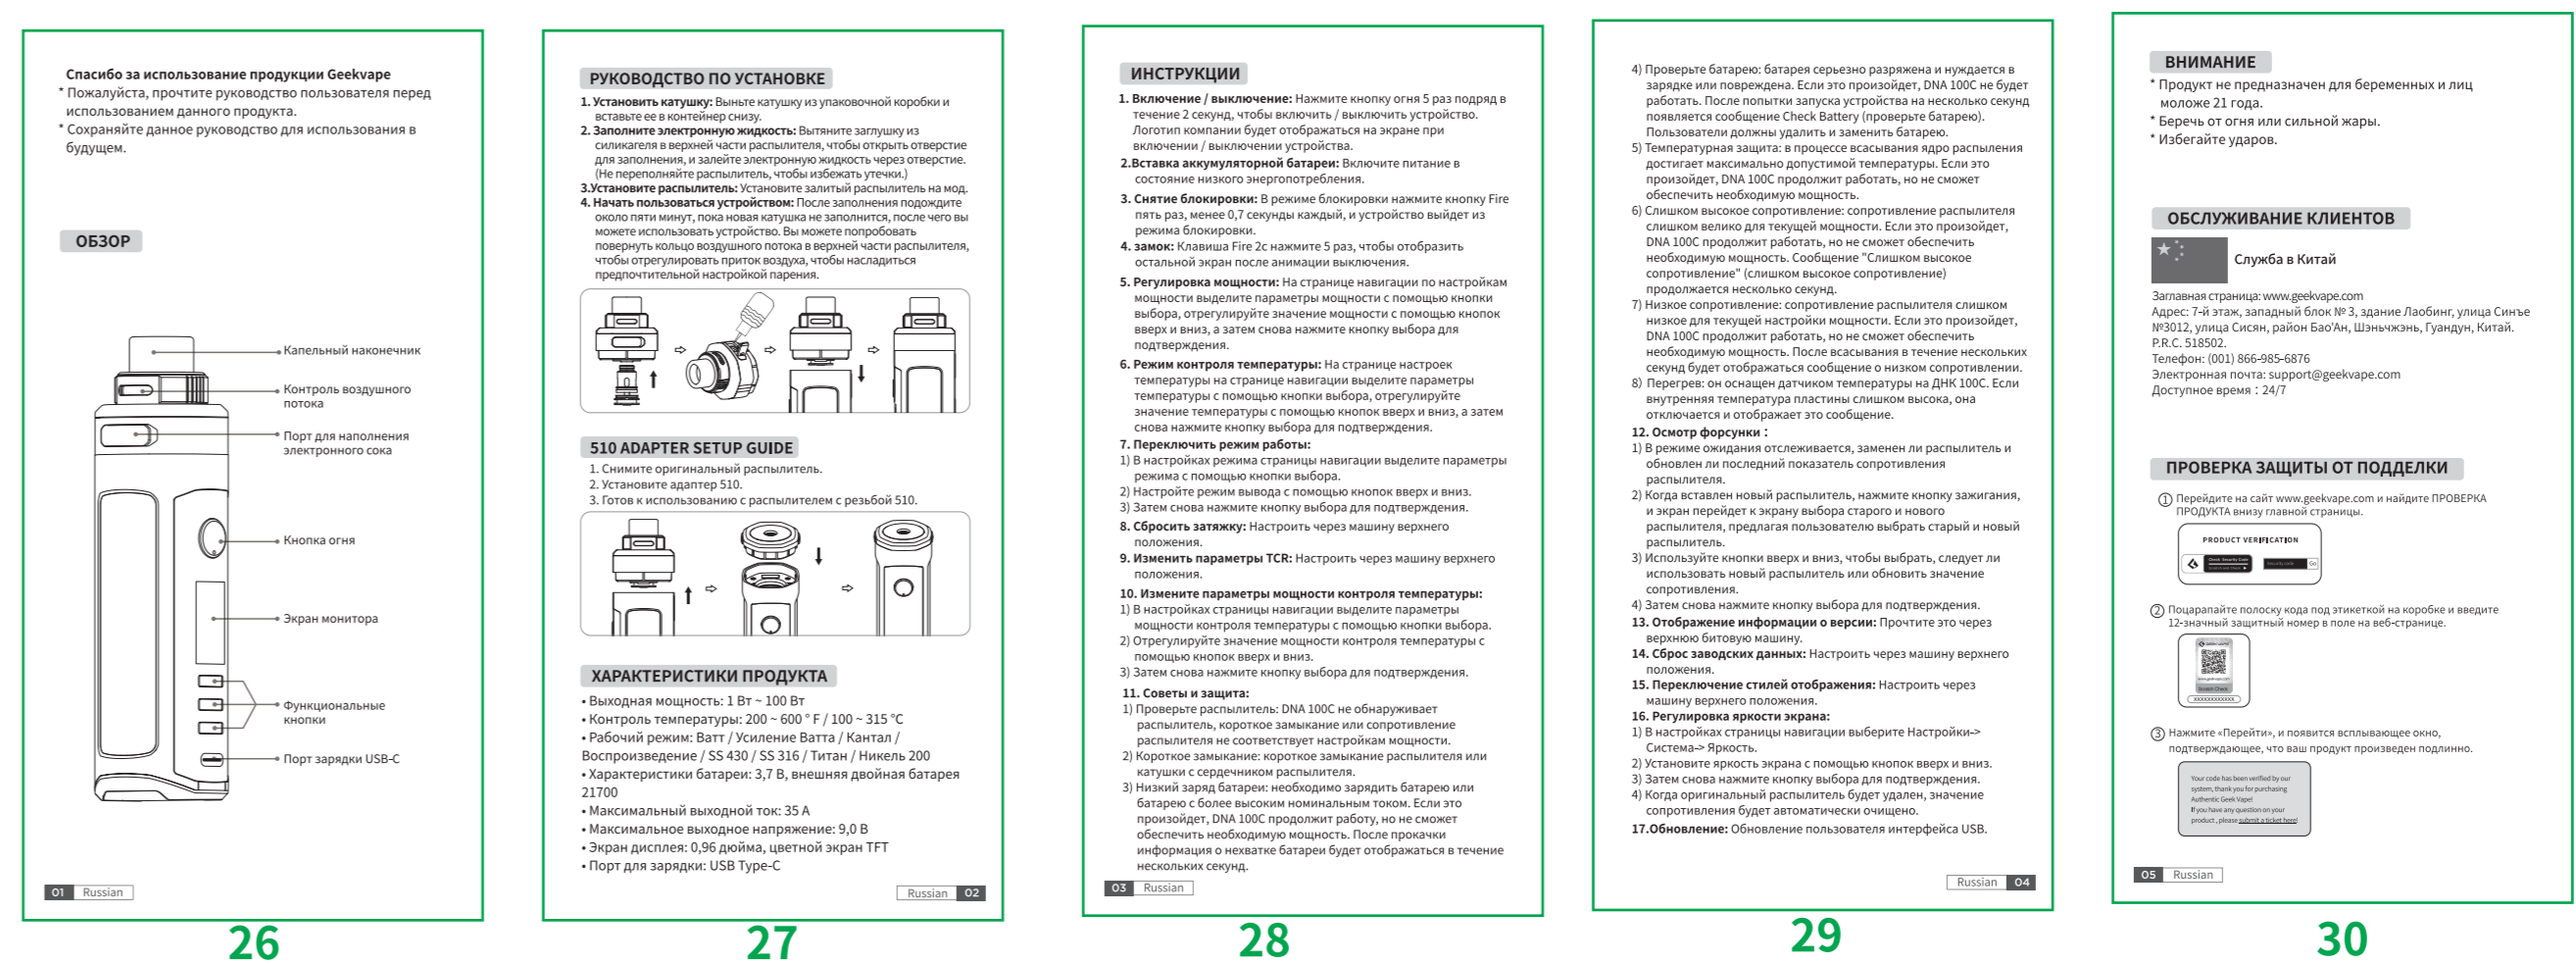 Спасибо за использование продукции Geekvape
* Пожалуйста, прочтите руководство пользователя перед
использованием данного продукта.
* Сохраняйте данное руководство для использования в
будущем.
ОБЗОР
Капельный наконечник
Контроль воздушного
потока
Порт для наполнения
электронного сока
Кнопка огня
Экран монитора
Функциональные
кнопки
Порт зарядки USB-C
01 Russian
26
РУКОВОДСТВО ПО УСТАНОВКЕ
1. Установить катушку: Выньте катушку из упаковочной коробки и
вставьте ее в контейнер снизу.
2. Заполните электронную жидкость: Вытяните заглушку из
силикагеля в верхней части распылителя, чтобы открыть отверстие
для заполнения, и залейте электронную жидкость через отверстие.
(Не переполняйте распылитель, чтобы избежать утечки.)
3.Установите распылитель: Установите залитый распылитель на мод.
4. Начать пользоваться устройством: После заполнения подождите
около пяти минут, пока новая катушка не заполнится, после чего вы
можете использовать устройство. Вы можете попробовать
повернуть кольцо воздушного потока в верхней части распылителя,
чтобы отрегулировать приток воздуха, чтобы насладиться
предпочтительной настройкой парения.
510 ADAPTER SETUP GUIDE
1. Снимите оригинальный распылитель.
2. Установите адаптер 510.
3. Готов к использованию с распылителем с резьбой 510.
ХАРАКТЕРИСТИКИ ПРОДУКТА
• Выходная мощность: 1 Вт ~ 100 Вт
• Контроль температуры: 200 ~ 600 ° F / 100 ~ 315 °C
• Рабочий режим: Ватт / Усиление Ватта / Кантал /
Воспроизведение / SS 430 / SS 316 / Титан / Никель 200
• Характеристики батареи: 3,7 В, внешняя двойная батарея
21700
• Максимальный выходной ток: 35 А
• Максимальное выходное напряжение: 9,0 В
• Экран дисплея: 0,96 дюйма, цветной экран TFT
• Порт для зарядки: USB Type-C
Russian 02
27
ИНСТРУКЦИИ
1. Включение / выключение: Нажмите кнопку огня 5 раз подряд в
течение 2 секунд, чтобы включить / выключить устройство.
Логотип компании будет отображаться на экране при
включении / выключении устройства.
2.Вставка аккумуляторной батареи: Включите питание в
состояние низкого энергопотребления.
3. Снятие блокировки: В режиме блокировки нажмите кнопку Fire
пять раз, менее 0,7 секунды каждый, и устройство выйдет из
режима блокировки.
4. замок: Клавиша Fire 2с нажмите 5 раз, чтобы отобразить
остальной экран после анимации выключения.
5. Регулировка мощности: На странице навигации по настройкам
мощности выделите параметры мощности с помощью кнопки
выбора, отрегулируйте значение мощности с помощью кнопок
вверх и вниз, а затем снова нажмите кнопку выбора для
подтверждения.
6. Режим контроля температуры: На странице настроек
температуры на странице навигации выделите параметры
температуры с помощью кнопки выбора, отрегулируйте
значение температуры с помощью кнопок вверх и вниз, а затем
снова нажмите кнопку выбора для подтверждения.
7. Переключить режим работы:
1) В настройках режима страницы навигации выделите параметры
режима с помощью кнопки выбора.
2) Настройте режим вывода с помощью кнопок вверх и вниз.
3) Затем снова нажмите кнопку выбора для подтверждения.
8. Сбросить затяжку: Настроить через машину верхнего
положения.
9. Изменить параметры TCR: Настроить через машину верхнего
положения.
10. Измените параметры мощности контроля температуры:
1) В настройках страницы навигации выделите параметры
мощности контроля температуры с помощью кнопки выбора.
2) Отрегулируйте значение мощности контроля температуры с
помощью кнопок вверх и вниз.
3) Затем снова нажмите кнопку выбора для подтверждения.
11. Советы и защита:
1) Проверьте распылитель: DNA 100C не обнаруживает
распылитель, короткое замыкание или сопротивление
распылителя не соответствует настройкам мощности.
2) Короткое замыкание: короткое замыкание распылителя или
катушки с сердечником распылителя.
3) Низкий заряд батареи: необходимо зарядить батарею или
батарею с более высоким номинальным током. Если это
произойдет, DNA 100C продолжит работу, но не сможет
обеспечить необходимую мощность. После прокачки
информация о нехватке батареи будет отображаться в течение
нескольких секунд.
03 Russian
28
4) Проверьте батарею: батарея серьезно разряжена и нуждается в
зарядке или повреждена. Если это произойдет, DNA 100C не будет
работать. После попытки запуска устройства на несколько секунд
появляется сообщение Check Battery (проверьте батарею).
Пользователи должны удалить и заменить батарею.
5) Температурная защита: в процессе всасывания ядро распыления
достигает максимально допустимой температуры. Если это
произойдет, DNA 100C продолжит работать, но не сможет
обеспечить необходимую мощность.
6) Слишком высокое сопротивление: сопротивление распылителя
слишком велико для текущей мощности. Если это произойдет,
DNA 100C продолжит работать, но не сможет обеспечить
необходимую мощность. Сообщение "Слишком высокое
сопротивление" (слишком высокое сопротивление)
продолжается несколько секунд.
7) Низкое сопротивление: сопротивление распылителя слишком
низкое для текущей настройки мощности. Если это произойдет,
DNA 100C продолжит работать, но не сможет обеспечить
необходимую мощность. После всасывания в течение нескольких
секунд будет отображаться сообщение о низком сопротивлении.
8) Перегрев: он оснащен датчиком температуры на ДНК 100C. Если
внутренняя температура пластины слишком высока, она
отключается и отображает это сообщение.
12. Осмотр форсунки：
1) В режиме ожидания отслеживается, заменен ли распылитель и
обновлен ли последний показатель сопротивления
распылителя.
2) Когда вставлен новый распылитель, нажмите кнопку зажигания,
и экран перейдет к экрану выбора старого и нового
распылителя, предлагая пользователю выбрать старый и новый
распылитель.
3) Используйте кнопки вверх и вниз, чтобы выбрать, следует ли
использовать новый распылитель или обновить значение
сопротивления.
4) Затем снова нажмите кнопку выбора для подтверждения.
13. Отображение информации о версии: Прочтите это через
верхнюю битовую машину.
14. Сброс заводских данных: Настроить через машину верхнего
положения.
15. Переключение стилей отображения: Настроить через
машину верхнего положения.
16. Регулировка яркости экрана:
1) В настройках страницы навигации выберите Настройки->
Система-> Яркость.
2) Установите яркость экрана с помощью кнопок вверх и вниз.
3) Затем снова нажмите кнопку выбора для подтверждения.
4) Когда оригинальный распылитель будет удален, значение
сопротивления будет автоматически очищено.
17.Обновление: Обновление пользователя интерфейса USB.
Russian 04
29
ВНИМАНИЕ
* Продукт не предназначен для беременных и лиц
моложе 21 года.
* Беречь от огня или сильной жары.
* Избегайте ударов.
ОБСЛУЖИВАНИЕ КЛИЕНТОВ
Служба в Китай
Заглавная страница: www.geekvape.com
Адрес: 7-й этаж, западный блок № 3, здание Лаобинг, улица Синъе
№3012, улица Сисян, район Бао'Ан, Шэньчжэнь, Гуандун, Китай.
P.R.C. 518502.
Телефон: (001) 866-985-6876
Электронная почта: support@geekvape.com
Доступное время：24/7
ПРОВЕРКА ЗАЩИТЫ ОТ ПОДДЕЛКИ
① Перейдите на сайт www.geekvape.com и найдите ПРОВЕРКА
ПРОДУКТА внизу главной страницы.
PRODUCT VERIFICATION
Check Security Code
Security code Go
② Поцарапайте полоску кода под этикеткой на коробке и введите
12-значный защитный номер в поле на веб-странице.
GEEKVAPE
www.geekvape.com
Scratch Check
XXXXXXXXXXXX
③ Нажмите «Перейти», и появится всплывающее окно,
подтверждающее, что ваш продукт произведен подлинно.
Your code has been verified by our
system, thank you for purchasing
Authentic Geek Vape!
If you have any question on your
product , please submit a ticket here!
05 Russian
30